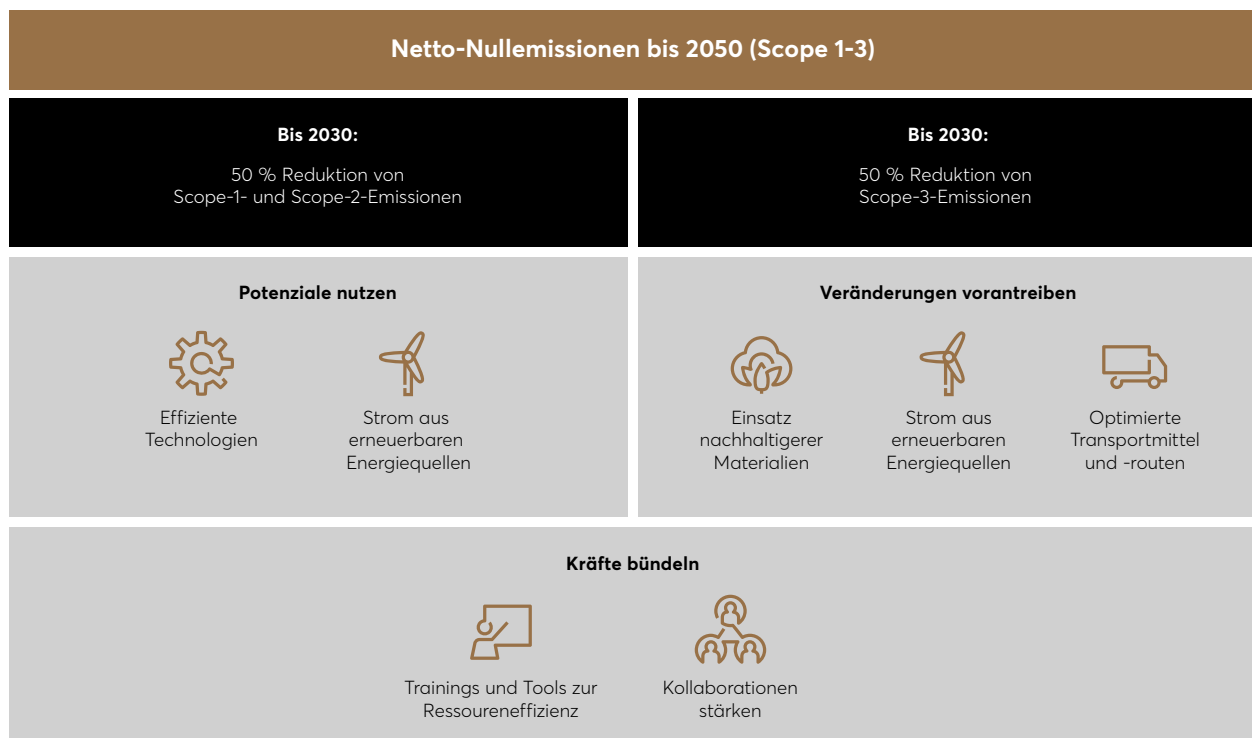 Netto-Nullemissionen bis 2050 (Scope 1-3)
Bis 2030:
50 % Reduktion von
Scope-1- und Scope-2-Emissionen
Bis 2030:
50 % Reduktion von
Scope-3-Emissionen
Potenziale nutzen
Effiziente
Technologien
Strom aus
erneuerbaren
Energiequellen
Veränderungen vorantreiben
Einsatz
nachhaltigerer
Materialien
Strom aus
erneuerbaren
Energiequellen
Optimierte
Transportmittel
und -routen
Kräfte bündeln
Trainings und Tools zur
Ressoureneffizienz
Kollaborationen
stärken